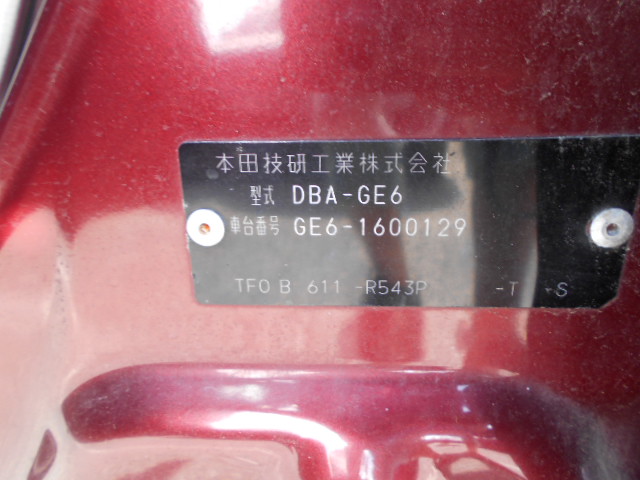 本田技研工業株式会社
型式 DBA-GE6
車台番号 GE6-1600129
TF0 B 611 -R543P -T -S